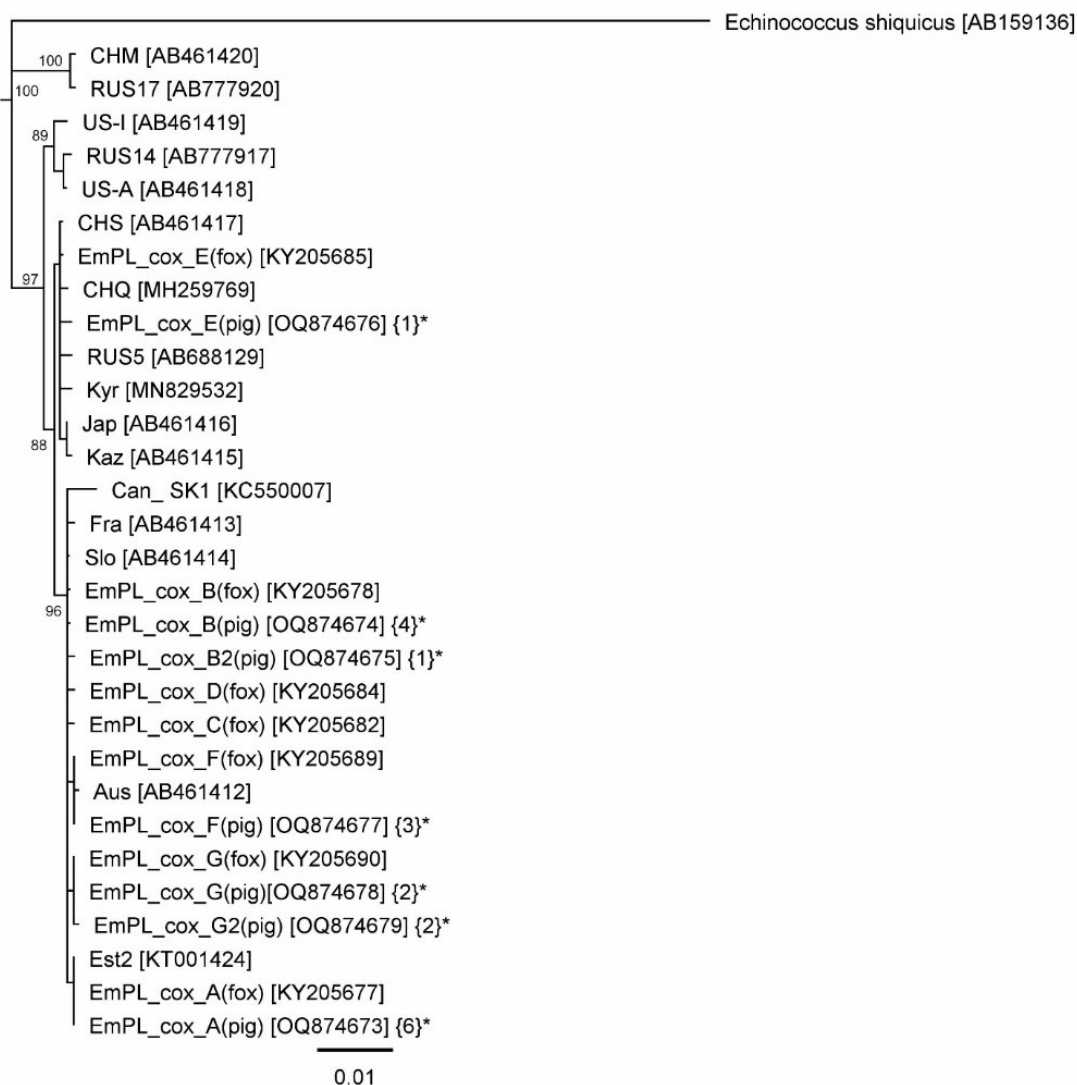 Echinococcus shiquicus [AB159136]
CHM [AB461420]
100
RUS17 [AB777920]
100
US-I [AB461419]
89
RUS14 [AB777917]
US-A [AB461418]
CHS [AB461417]
EmPL_cox_E(fox) [KY205685]
97
CHQ [MH259769]
EmPL_cox_E(pig) [OQ874676] {1}*
RUS5 [AB688129]
Kyr [MN829532]
Jap [AB461416]
88
Kaz [AB461415]
Can_ SK1 [KC550007]
Fra [AB461413]
Slo [AB461414]
EmPL_cox_B(fox) [KY205678]
96
EmPL_cox_B(pig) [OQ874674] {4}*
EmPL_cox_B2(pig) [OQ874675] {1}*
EmPL_cox_D(fox) [KY205684]
EmPL_cox_C(fox) [KY205682]
EmPL_cox_F(fox) [KY205689]
Aus [AB461412]
EmPL_cox_F(pig) [OQ874677] {3}*
EmPL_cox_G(fox) [KY205690]
EmPL_cox_G(pig)[OQ874678] {2}*
EmPL_cox_G2(pig) [OQ874679] {2}*
Est2 [KT001424]
EmPL_cox_A(fox) [KY205677]
EmPL_cox_A(pig) [OQ874673] {6}*
0.01